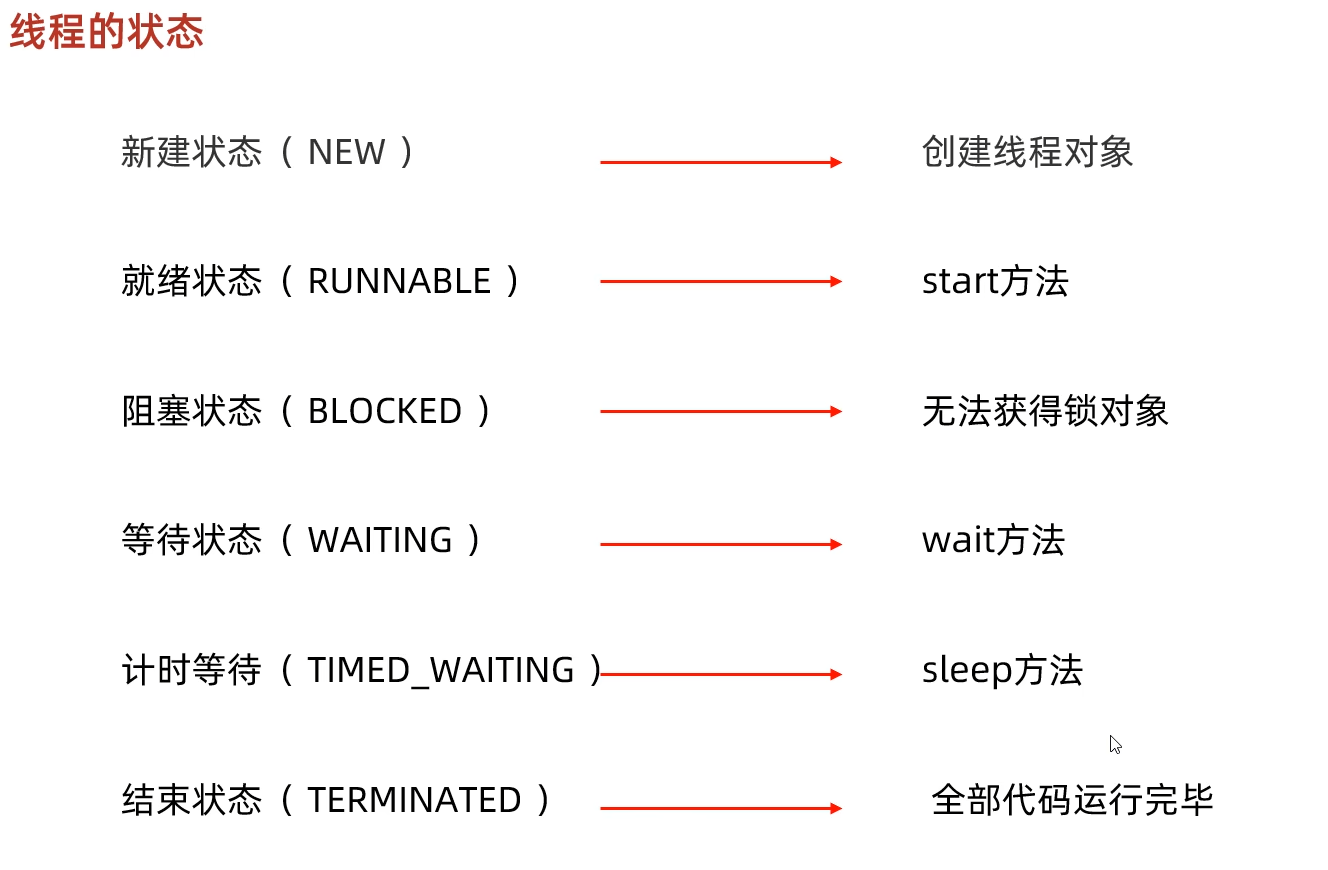 线程的状态
新建状态（ NEW ） 创建线程对象
就绪状态（ RUNNABLE ） start方法
阻塞状态（ BLOCKED ） 无法获得锁对象
等待状态（ WAITING ） wait方法
计时等待（ TIMED_WAITING ） sleep方法
结束状态（ TERMINATED ） 全部代码运行完毕